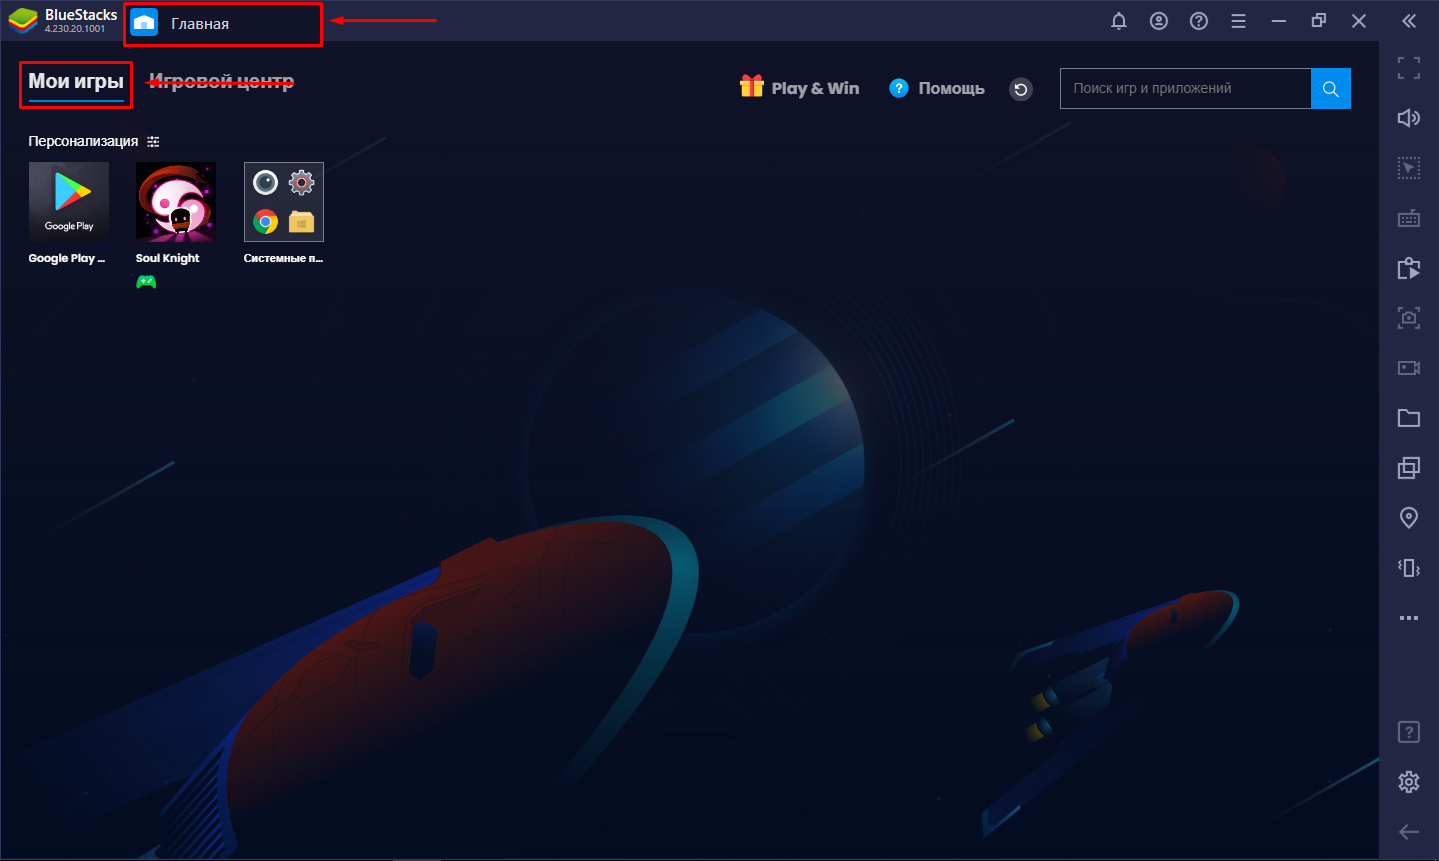 BlueStacks
4.230.20.1001
Главная
Мои игры
Игровой центр
Play & Win
Помощь
Поиск игр и приложений
Персонализация
Google Play
Google Play ...
Soul Knight
Системные п...